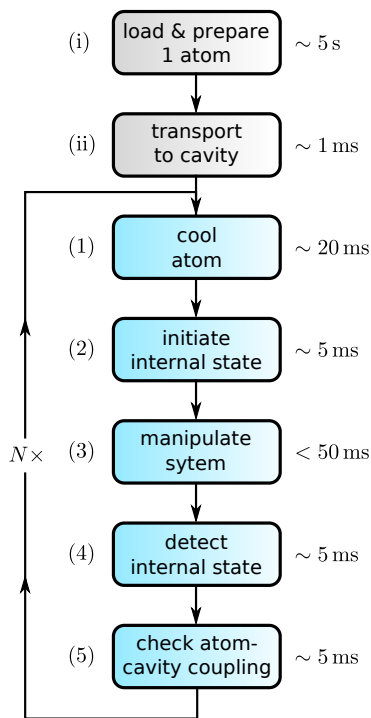 (i) load & prepare ∼ 5 s
1 atom
(ii) transport ∼ 1 ms
to cavity
(1) cool ∼ 20 ms
atom
(2) initiate ∼ 5 ms
internal state
N× (3) manipulate < 50 ms
sytem
(4) detect ∼ 5 ms
internal state
(5) check atom- ∼ 5 ms
cavity coupling